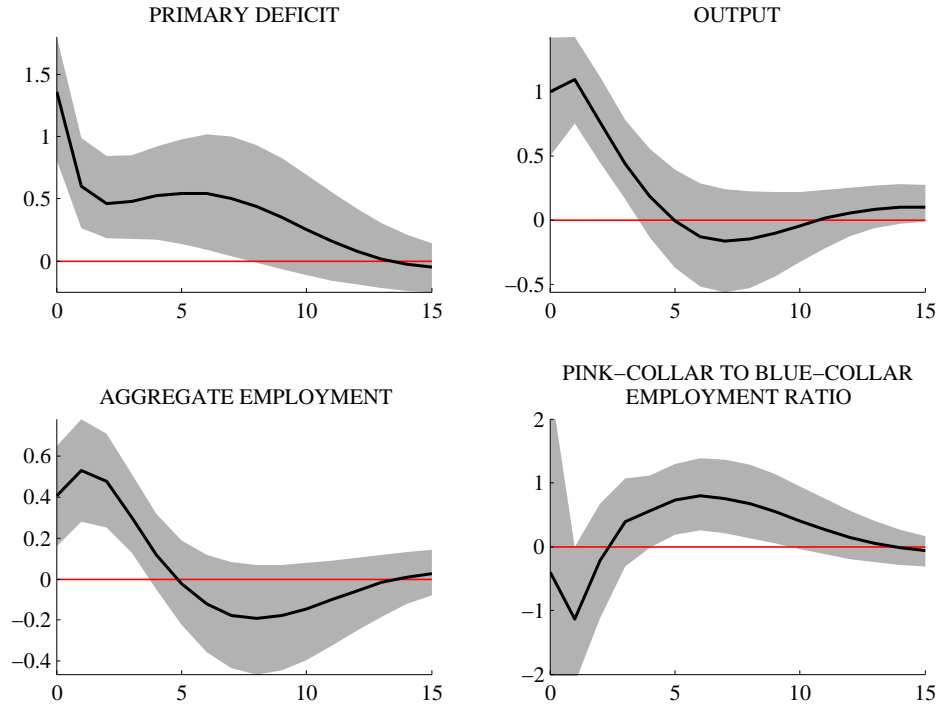 PRIMARY DEFICIT
1.5
1
0.5
0
0 5 10 15
OUTPUT
1
0.5
0
−0.5
0 5 10 15
AGGREGATE EMPLOYMENT
0.6
0.4
0.2
0
−0.2
−0.4
0 5 10 15
PINK−COLLAR TO BLUE−COLLAR
EMPLOYMENT RATIO
2
1
0
−1
−2
0 5 10 15